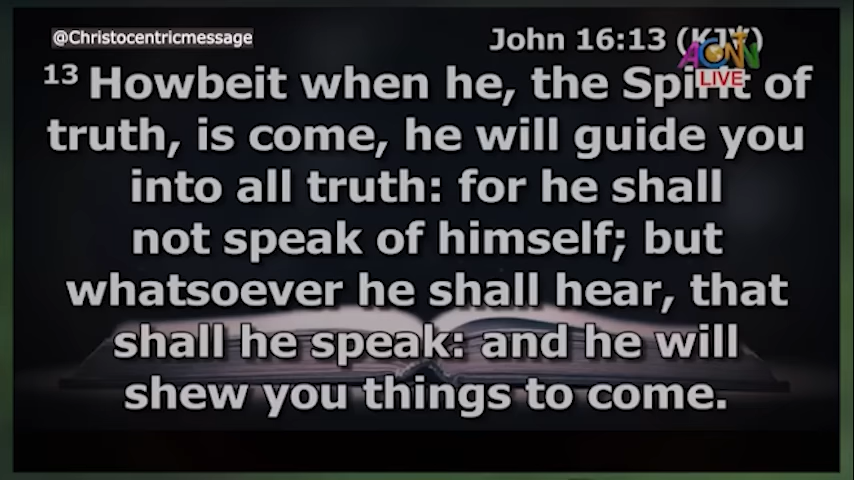 @Christocentricmessage
John 16:13 (KJV)
ACNN
LIVE
13 Howbeit when he, the Spirit of
truth, is come, he will guide you
into all truth: for he shall
not speak of himself; but
whatsoever he shall hear, that
shall he speak: and he will
shew you things to come.